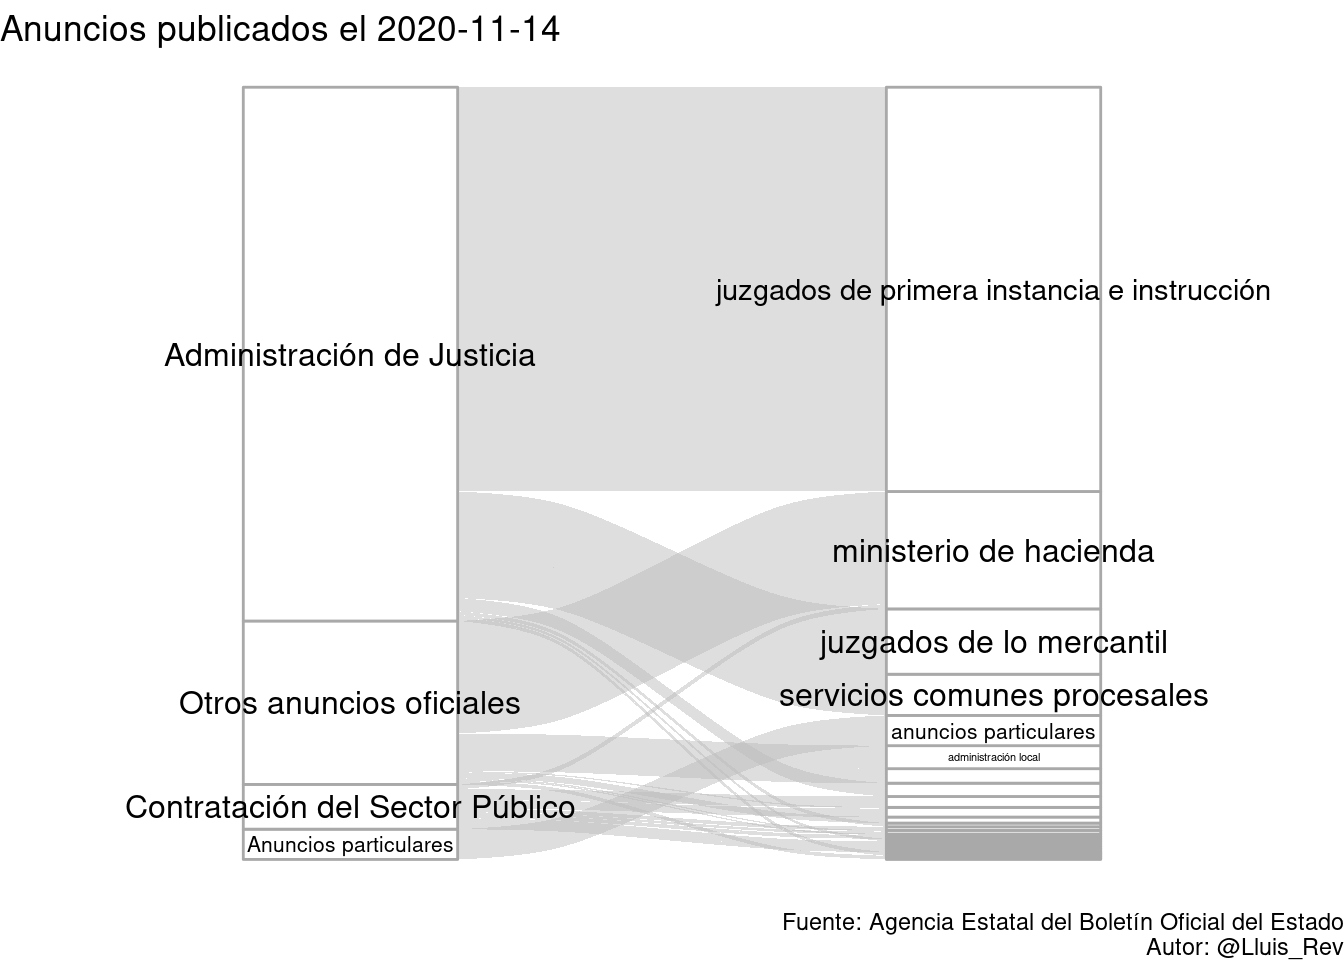 Anuncios publicados el 2020-11-14
Administración de Justicia
Otros anuncios oficiales
Contratación del Sector Público
Anuncios particulares
juzgados de primera instancia e instrucción
ministerio de hacienda
juzgados de lo mercantil
servicios comunes procesales
anuncios particulares
administración local
Fuente: Agencia Estatal del Boletín Oficial del Estado
Autor: @Lluis_Rev